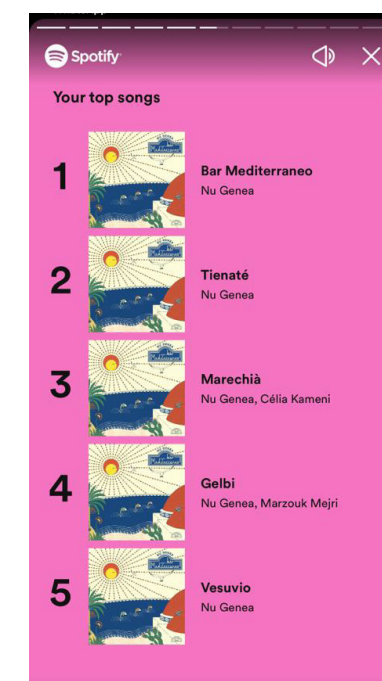 Spotify
Your top songs
1
Bar Mediterraneo
Nu Genea
2
Tienaté
Nu Genea
3
Marechià
Nu Genea, Célia Kameni
4
Gelbi
Nu Genea, Marzouk Mejri
5
Vesuvio
Nu Genea